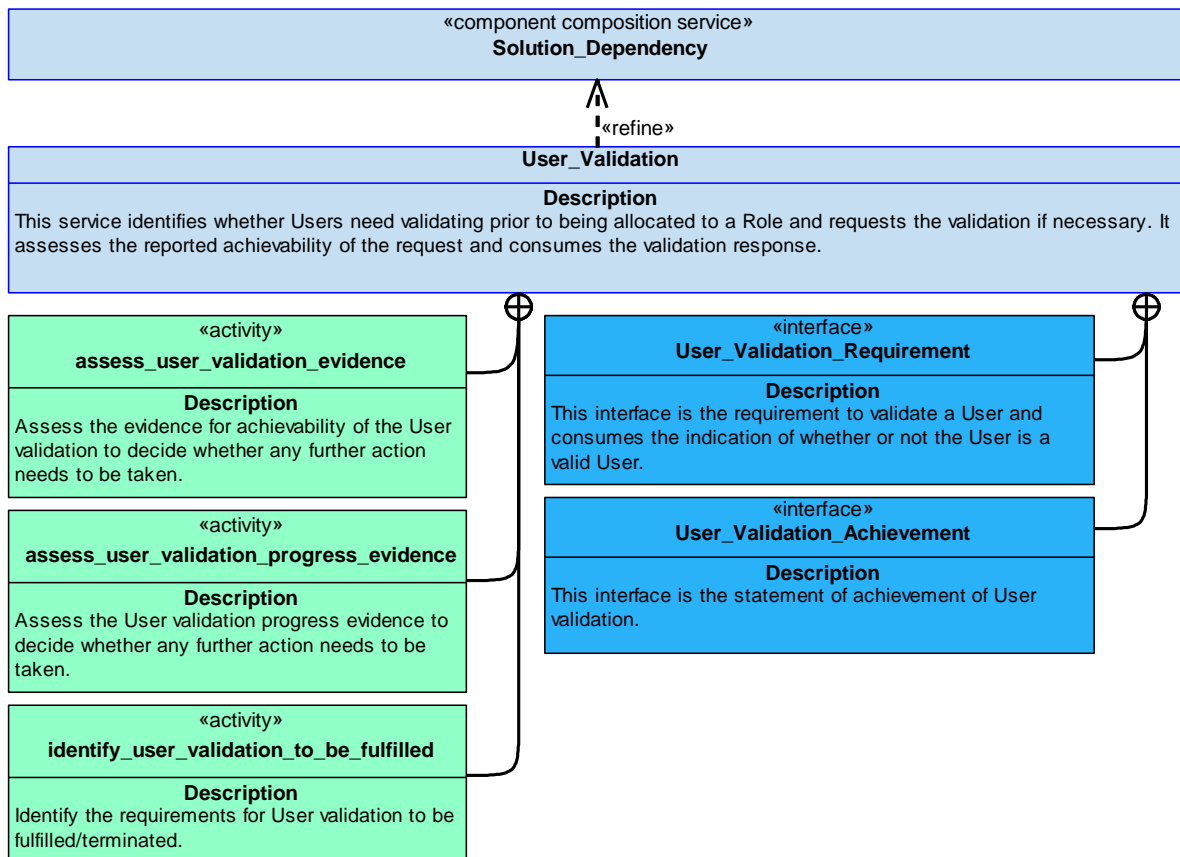 «component composition service»
Solution_Dependency
«refine»
User_Validation
Description
This service identifies whether Users need validating prior to being allocated to a Role and requests the validation if necessary. It
assesses the reported achievability of the request and consumes the validation response.
«activity»
assess_user_validation_evidence
Description
Assess the evidence for achievability of the User
validation to decide whether any further action
needs to be taken.
«activity»
assess_user_validation_progress_evidence
Description
Assess the User validation progress evidence to
decide whether any further action needs to be
taken.
«activity»
identify_user_validation_to_be_fulfilled
Description
Identify the requirements for User validation to be
fulfilled/terminated.
«interface»
User_Validation_Requirement
Description
This interface is the requirement to validate a User and
consumes the indication of whether or not the User is a
valid User.
«interface»
User_Validation_Achievement
Description
This interface is the statement of achievement of User
validation.